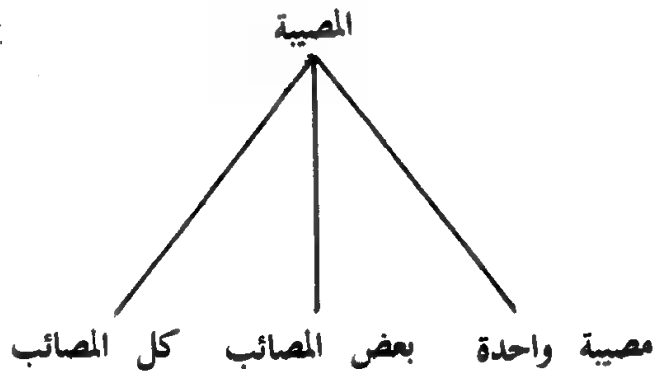 المصيبة
مصيبة واحدة بعض المصائب كل المصائب